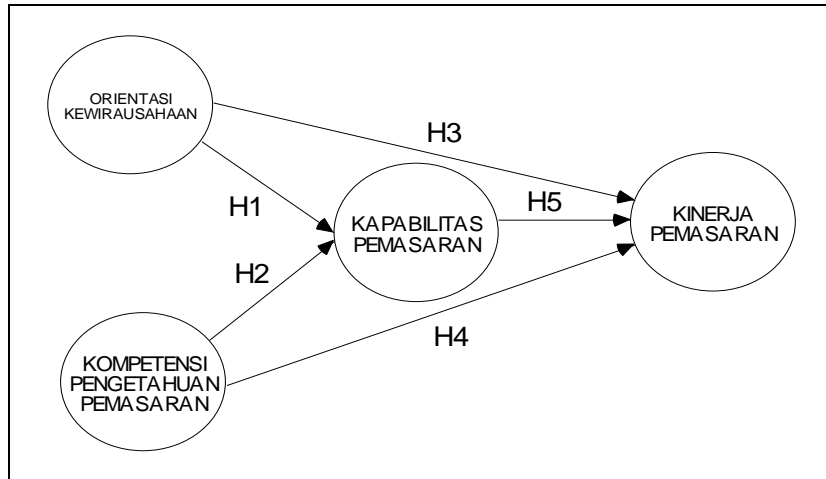 ORIENTASI
KEWIRAUSAHAAN
H3
H1
KAPABILITAS
PEMASARAN
H5
KINERJA
PEMASARAN
H2
H4
KOMPETENSI
PENGETAHUAN
PEMASARAN